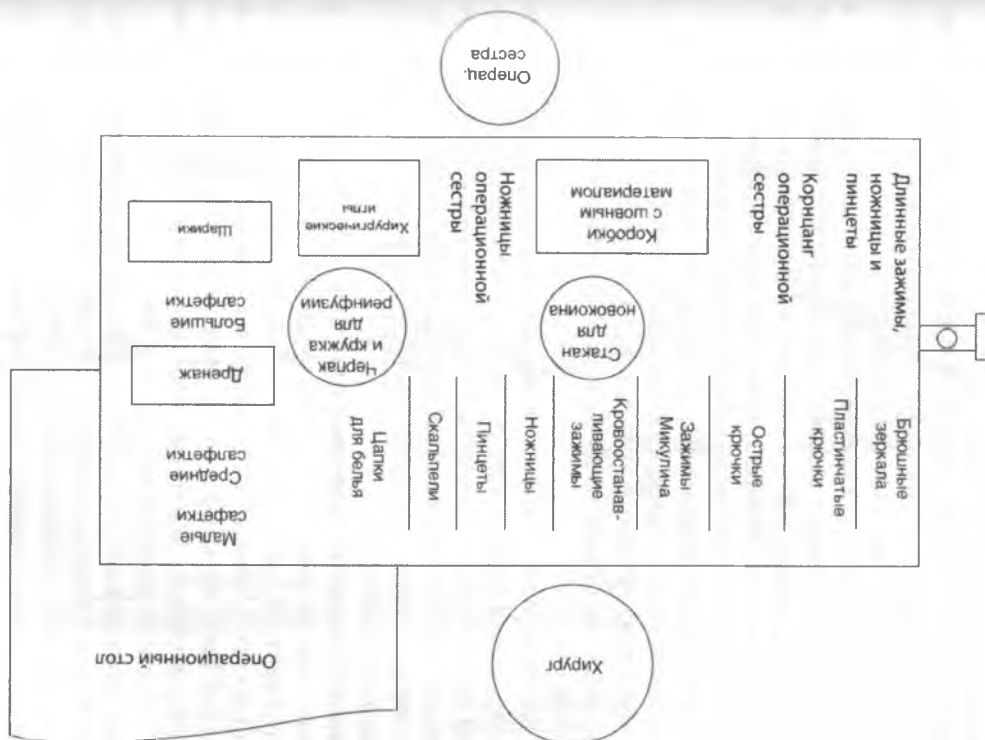 Хирург
Операционный стол
Брюшные
зеркала
Пластинчатые
крючки
Острые
крючки
Зажимы
Микулича
Кровоостанав-
ливающие
зажимы
Ножницы
Пинцеты
Скальпели
Цапки
для белья
Малые
сафетки
Средние
салфетки
Дренаж
Большие
салфетки
Шарики
Длинные зажимы,
ножницы и
пинцеты
Корнцанг
операционной
сестры
Стакан
для
новокоина
Коробки
с шовным
материалом
Ножницы
операционной
сестры
Черпак
и кружка
для
реинфузии
Хирургические
иглы
Операц.
сестра